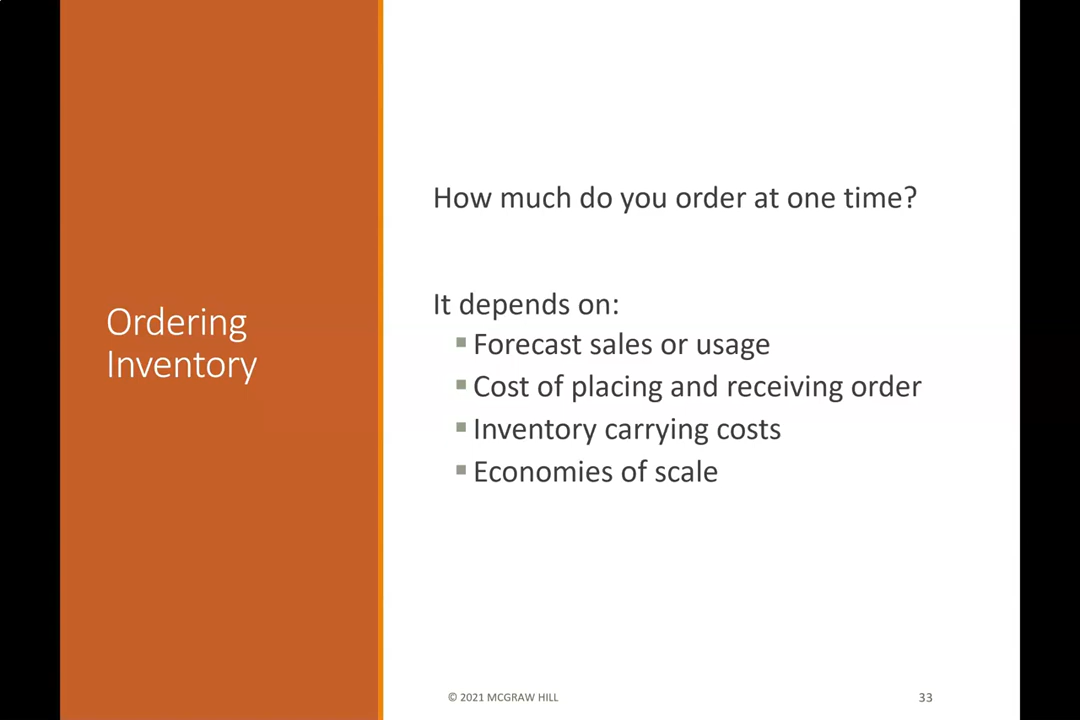 Ordering
Inventory
How much do you order at one time?
It depends on:
Forecast sales or usage
Cost of placing and receiving order
Inventory carrying costs
Economies of scale
© 2021 MCGRAW HILL
33